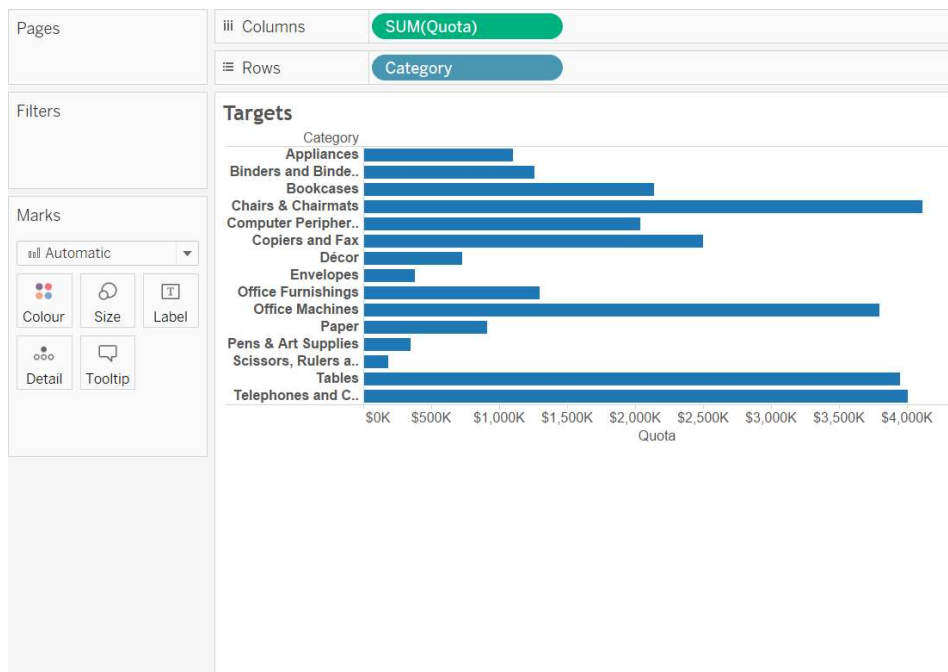 Pages
iii Columns
SUM(Quota)
Rows
Category
Filters
Marks
Automatic
Colour
Size
Label
Detail
Tooltip
Targets
Category
Appliances
Binders and Binde..
Bookcases
Chairs & Chairmats
Computer Peripher..
Copiers and Fax
Décor
Envelopes
Office Furnishings
Office Machines
Paper
Pens & Art Supplies
Scissors, Rulers a..
Tables
Telephones and C..
$0K $500K $1,000K $1,500K $2,000K $2,500K $3,000K $3,500K $4,000K
Quota